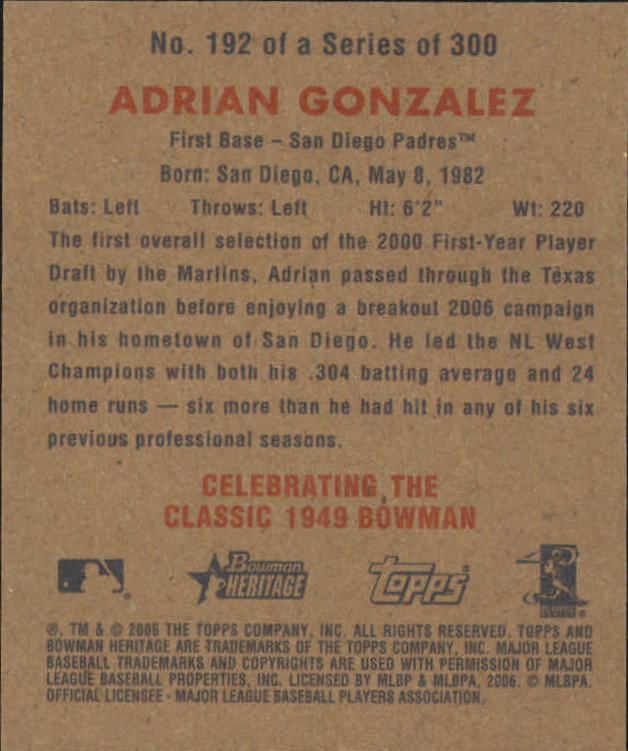 No. 192 of a Series of 300
ADRIAN GONZALEZ
First Base – San Diego Padres™
Born: San Diego, CA, May 8, 1982
Bats: Left Throws: Left Ht: 6'2" Wt: 220
The first overall selection of the 2000 First-Year Player
Draft by the Marlins, Adrian passed through the Texas
organization before enjoying a breakout 2006 campaign
in his hometown of San Diego. He led the NL West
Champions with both his .304 batting average and 24
home runs — six more than he had hit in any of his six
previous professional seasons.
CELEBRATING THE
CLASSIC 1949 BOWMAN
Bowman
HERITAGE
Topps®
®, TM & © 2006 THE TOPPS COMPANY, INC. ALL RIGHTS RESERVED. TOPPS AND
BOWMAN HERITAGE ARE TRADEMARKS OF THE TOPPS COMPANY, INC. MAJOR LEAGUE
BASEBALL TRADEMARKS AND COPYRIGHTS ARE USED WITH PERMISSION OF MAJOR
LEAGUE BASEBALL PROPERTIES, INC. LICENSED BY MLBP & MLBPA, 2006. © MLBPA.
OFFICIAL LICENSEE - MAJOR LEAGUE BASEBALL PLAYERS ASSOCIATION.